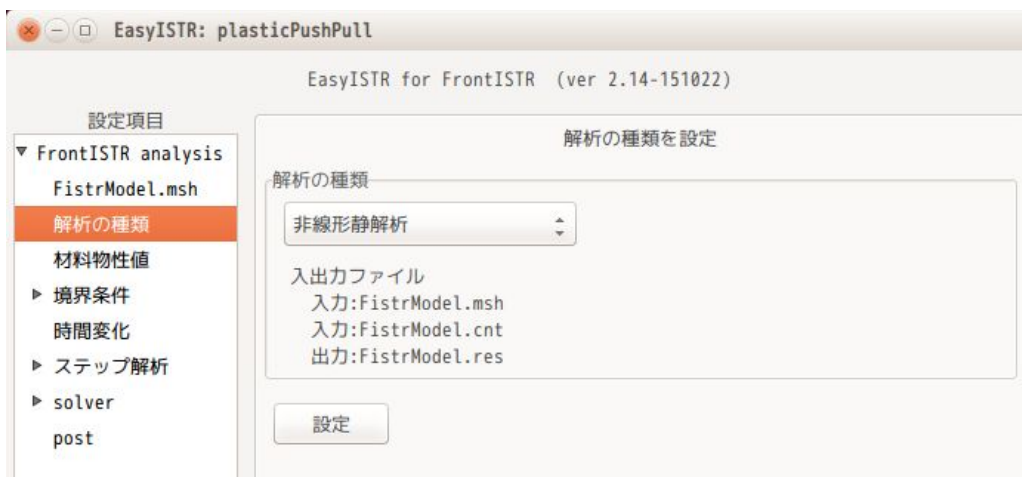 EasyISTR: plasticPushPull
EasyISTR for FrontISTR (ver 2.14-151022)
設定項目
FrontISTR analysis
FistrModel.msh
解析の種類
材料物性値
境界条件
時間変化
ステップ解析
solver
post
解析の種類を設定
解析の種類
非線形静解析
入出力ファイル
入力:FistrModel.msh
入力:FistrModel.cnt
出力:FistrModel.res
設定